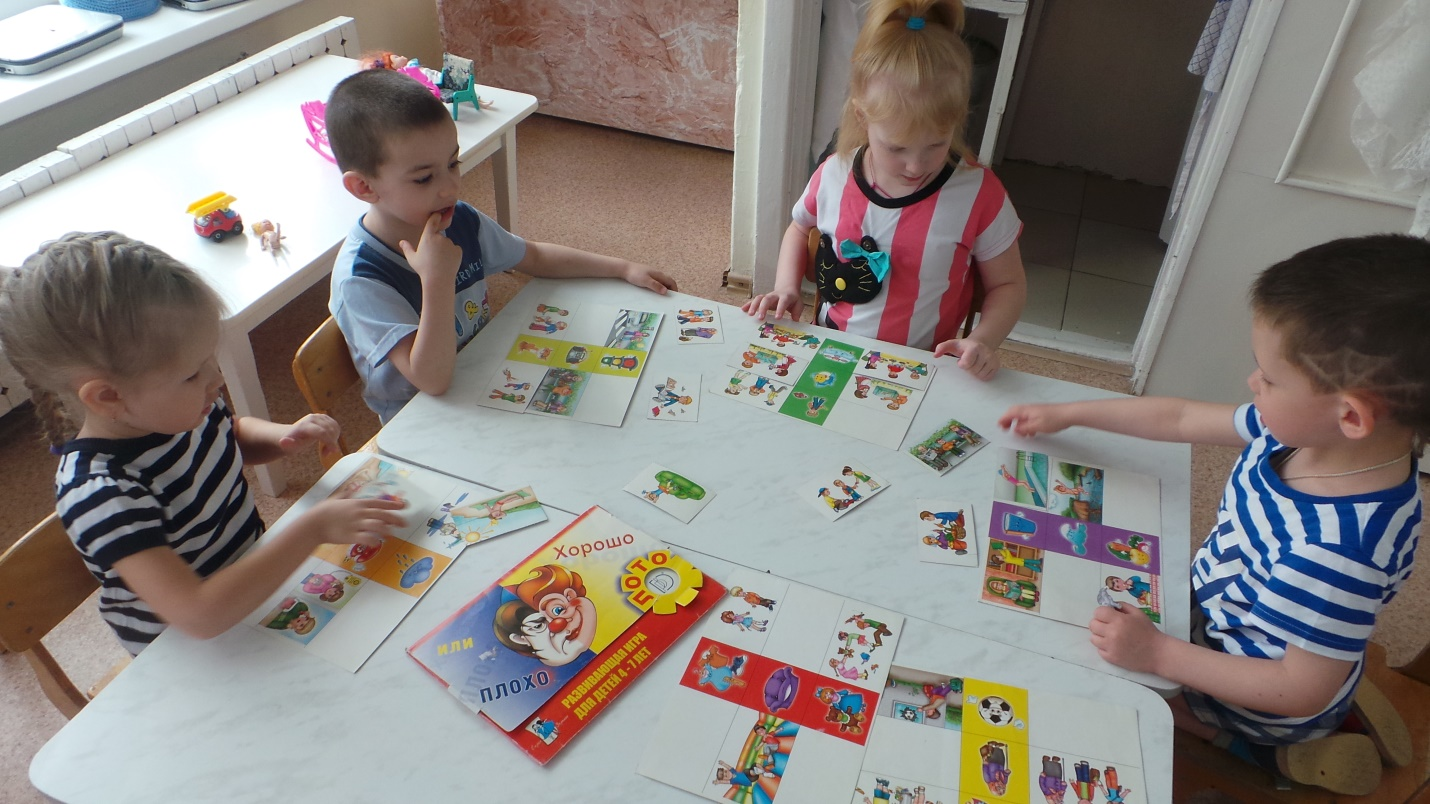 Хорошо
ЛОТО
или
ПЛОХО
РАЗВИВАЮЩАЯ ИГРА
ДЛЯ ДЕТЕЙ 4-7 ЛЕТ